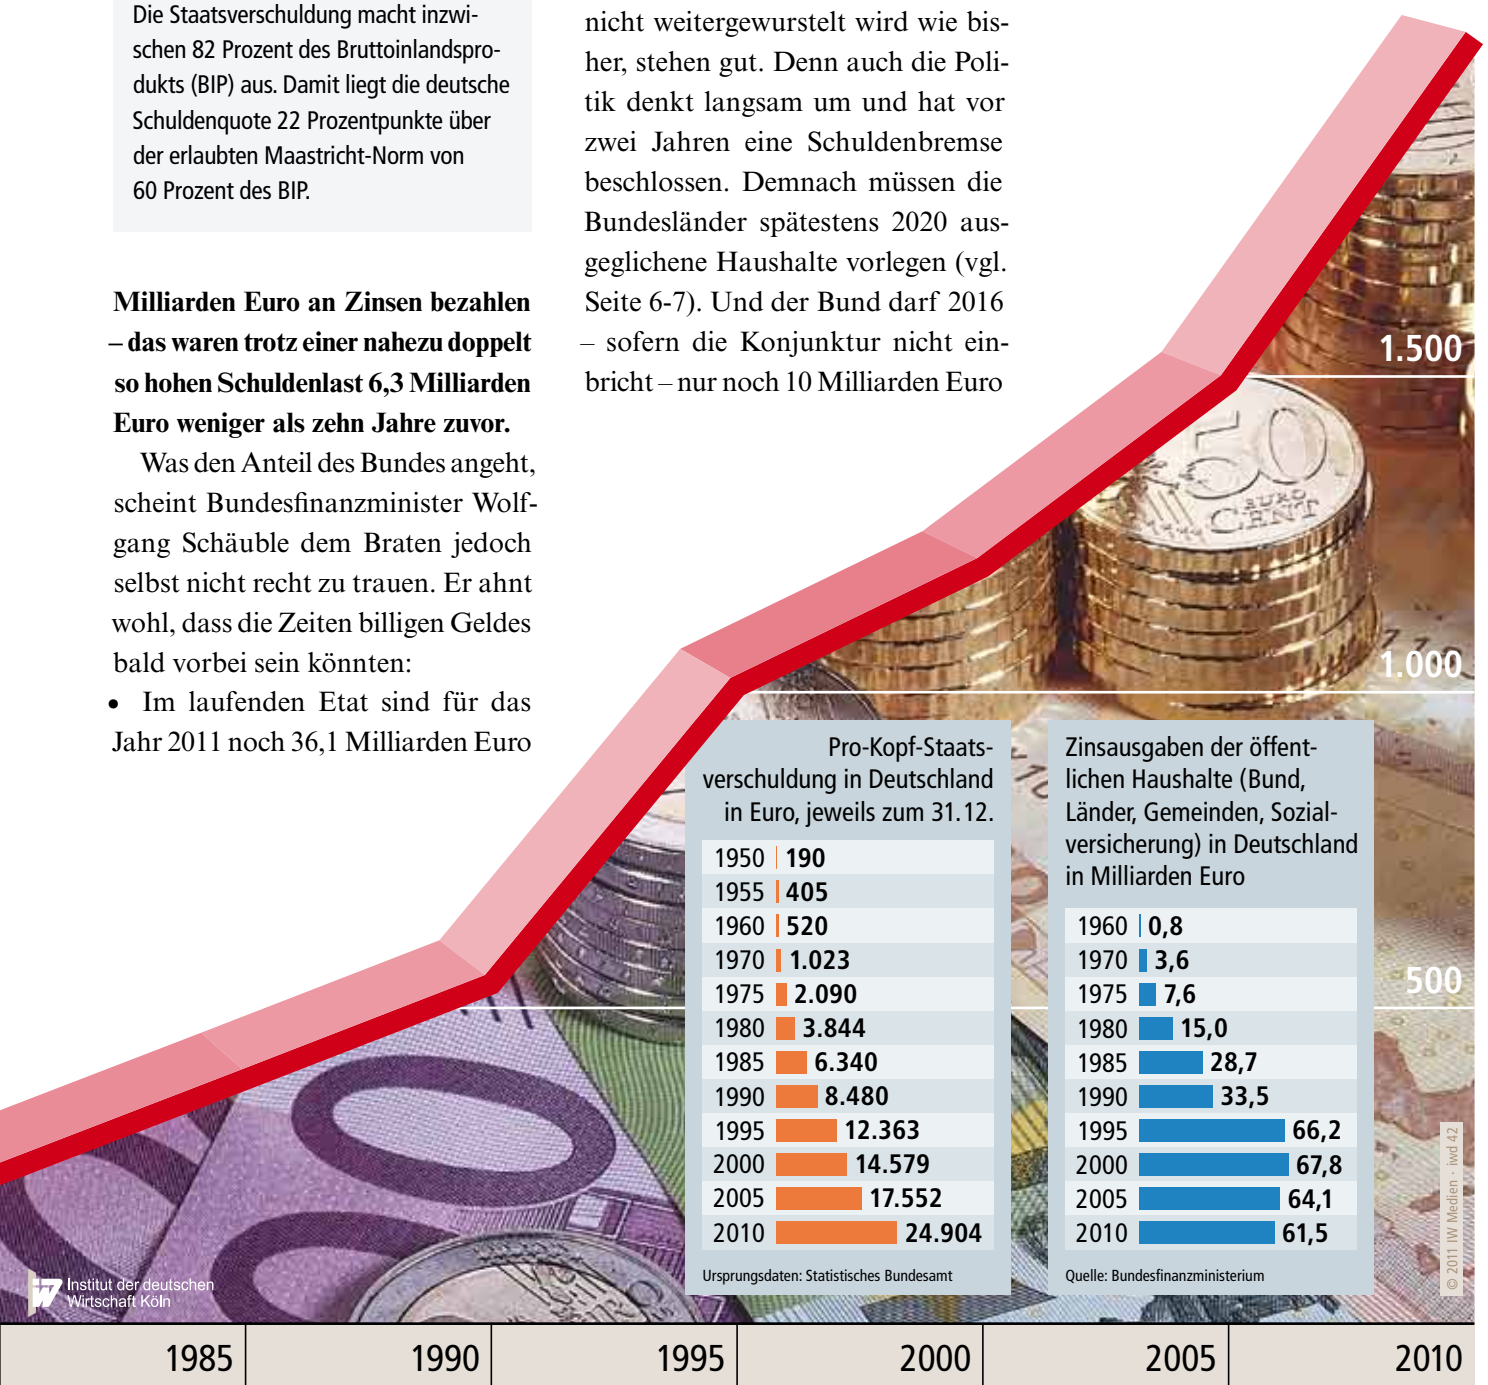 Die Staatsverschuldung macht inzwi-
schen 82 Prozent des Bruttoinlandspro-
dukts (BIP) aus. Damit liegt die deutsche
Schuldenquote 22 Prozentpunkte über
der erlaubten Maastricht-Norm von
60 Prozent des BIP.
Milliarden Euro an Zinsen bezahlen
– das waren trotz einer nahezu doppelt
so hohen Schuldenlast 6,3 Milliarden
Euro weniger als zehn Jahre zuvor.
Was den Anteil des Bundes angeht,
scheint Bundesfinanzminister Wolf-
gang Schäuble dem Braten jedoch
selbst nicht recht zu trauen. Er ahnt
wohl, dass die Zeiten billigen Geldes
bald vorbei sein könnten:
• Im laufenden Etat sind für das
Jahr 2011 noch 36,1 Milliarden Euro
nicht weitergewurstelt wird wie bis-
her, stehen gut. Denn auch die Poli-
tik denkt langsam um und hat vor
zwei Jahren eine Schuldenbremse
beschlossen. Demnach müssen die
Bundesländer spätestens 2020 aus-
geglichene Haushalte vorlegen (vgl.
Seite 6-7). Und der Bund darf 2016
– sofern die Konjunktur nicht ein-
bricht – nur noch 10 Milliarden Euro
1.500
50
EURO
CENT
1.000
500
Pro-Kopf-Staats-
verschuldung in Deutschland
in Euro, jeweils zum 31.12.
1950 190
1955 405
1960 520
1970 1.023
1975 2.090
1980 3.844
1985 6.340
1990 8.480
1995 12.363
2000 14.579
2005 17.552
2010 24.904
Ursprungsdaten: Statistisches Bundesamt
Zinsausgaben der öffent-
lichen Haushalte (Bund,
Länder, Gemeinden, Sozial-
versicherung) in Deutschland
in Milliarden Euro
1960 0,8
1970 3,6
1975 7,6
1980 15,0
1985 28,7
1990 33,5
1995 66,2
2000 67,8
2005 64,1
2010 61,5
Quelle: Bundesfinanzministerium
© 2011 IW Medien · iwd 42
iw Institut der deutschen
Wirtschaft Köln
1985 1990 1995 2000 2005 2010